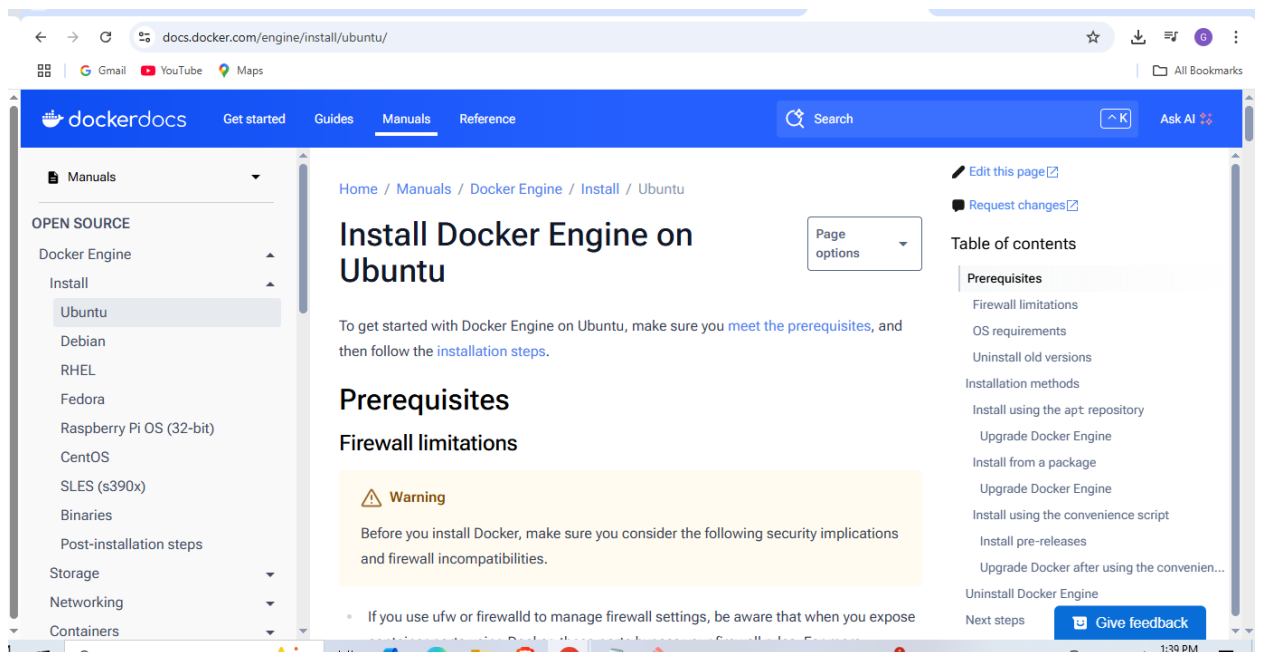 docs.docker.com/engine/install/ubuntu/
G
Gmail
YouTube
Maps
All Bookmarks
dockerdocs
Get started
Guides
Manuals
Reference
Search
^ K
Ask AI
Manuals
OPEN SOURCE
Docker Engine
Install
Ubuntu
Debian
RHEL
Fedora
Raspberry Pi OS (32-bit)
CentOS
SLES (s390x)
Binaries
Post-installation steps
Storage
Networking
Containers
Home / Manuals / Docker Engine / Install / Ubuntu
Install Docker Engine on
Ubuntu
Page
options
To get started with Docker Engine on Ubuntu, make sure you meet the prerequisites, and
then follow the installation steps.
Prerequisites
Firewall limitations
Warning
Before you install Docker, make sure you consider the following security implications
and firewall incompatibilities.
If you use ufw or firewalld to manage firewall settings, be aware that when you expose
Edit this page
Request changes
Table of contents
Prerequisites
Firewall limitations
OS requirements
Uninstall old versions
Installation methods
Install using the apt repository
Upgrade Docker Engine
Install from a package
Upgrade Docker Engine
Install using the convenience script
Install pre-releases
Upgrade Docker after using the convenien...
Uninstall Docker Engine
Next steps
Give feedback
1:39 PM